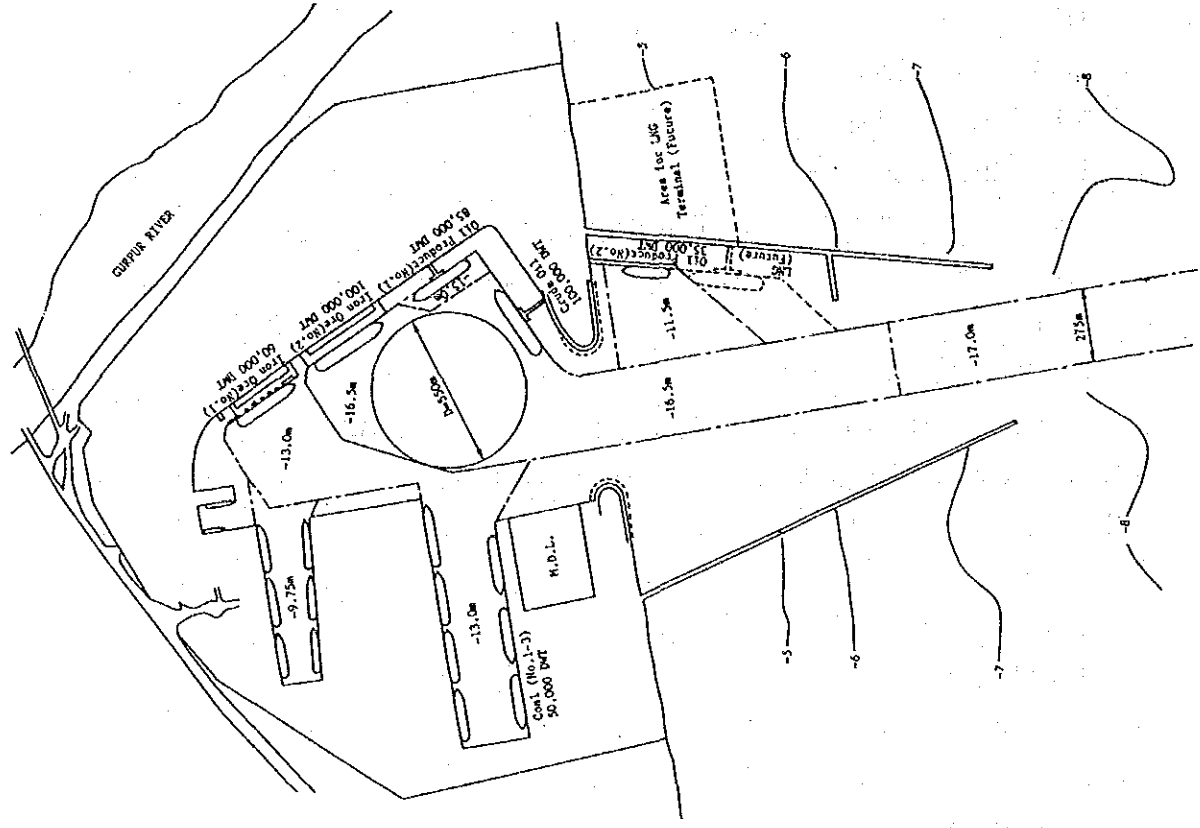 GURPUR RIVER
-5
-6
-7
-8
Area for LNG
Terminal (Future)
Oil Produce(No.1)
85,000 DWT
Iron Ore(No.2)
100,000 DWT
Iron Ore(No.1)
60,000 DWT
Crude Oil
100,000 DWT
Oil Produce(No.2)
35,000 DWT
LNG
(Future)
-16.5m
D=550m
-13.0m
-11.5m
-16.5m
-17.0m
275m
-9.75m
-13.0m
M.D.L.
Coal (No.1-3)
50,000 DWT
-5
-6
-7
-8